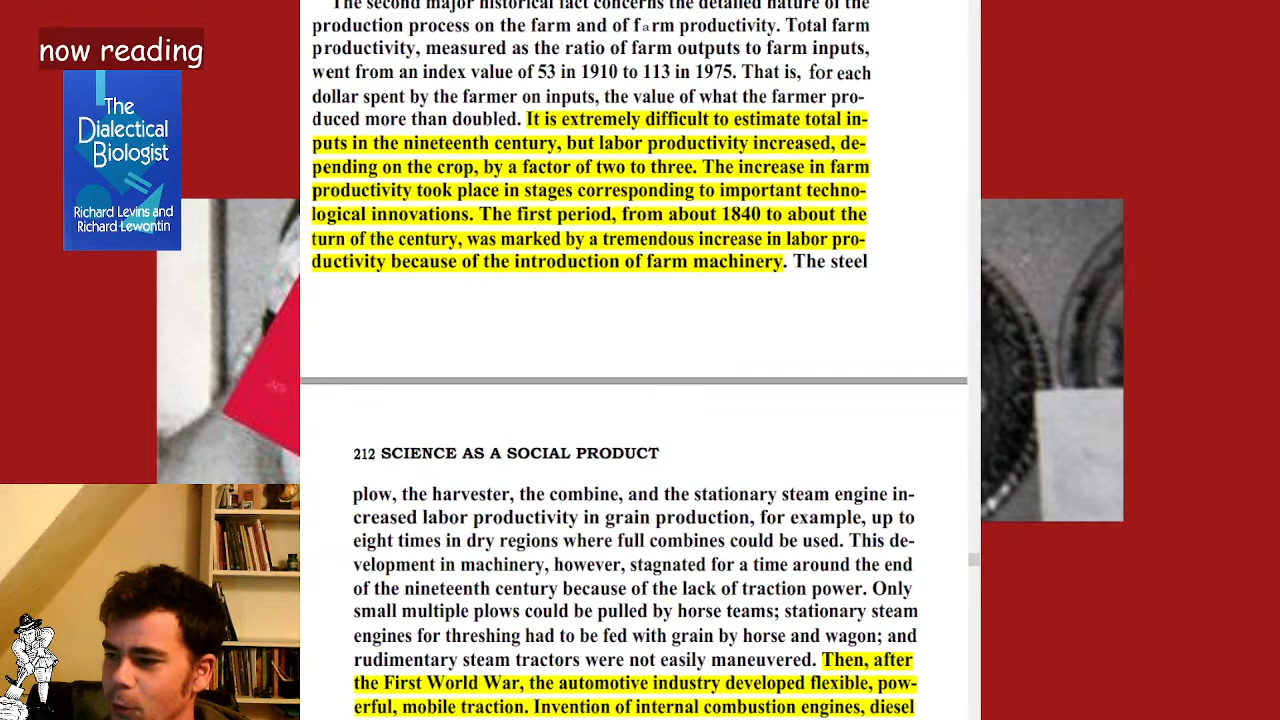 now reading
The
Dialectical
Biologist
Richard Levins and
Richard Lewontin
The second major historical fact concerns the detailed nature of the
production process on the farm and of farm productivity. Total farm
productivity, measured as the ratio of farm outputs to farm inputs,
went from an index value of 53 in 1910 to 113 in 1975. That is, for each
dollar spent by the farmer on inputs, the value of what the farmer pro-
duced more than doubled. It is extremely difficult to estimate total in-
puts in the nineteenth century, but labor productivity increased, de-
pending on the crop, by a factor of two to three. The increase in farm
productivity took place in stages corresponding to important techno-
logical innovations. The first period, from about 1840 to about the
turn of the century, was marked by a tremendous increase in labor pro-
ductivity because of the introduction of farm machinery. The steel
212 SCIENCE AS A SOCIAL PRODUCT
plow, the harvester, the combine, and the stationary steam engine in-
creased labor productivity in grain production, for example, up to
eight times in dry regions where full combines could be used. This de-
velopment in machinery, however, stagnated for a time around the end
of the nineteenth century because of the lack of traction power. Only
small multiple plows could be pulled by horse teams; stationary steam
engines for threshing had to be fed with grain by horse and wagon; and
rudimentary steam tractors were not easily maneuvered. Then, after
the First World War, the automotive industry developed flexible, pow-
erful, mobile traction. Invention of internal combustion engines, diesel